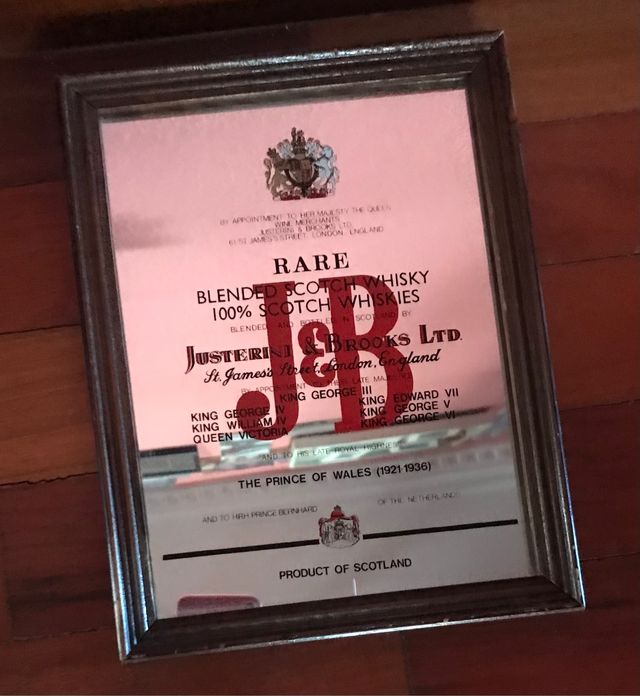 BY APPOINTMENT TO HER MAJESTY THE QUEEN
WINE MERCHANTS
JUSTERINI & BROOKS LTD.
61 ST JAMES'S STREET, LONDON, ENGLAND
RARE
BLENDED SCOTCH WHISKY
100% SCOTCH WHISKIES
BLENDED AND BOTTLED IN SCOTLAND BY
J&B
JUSTERINI & BROOKS LTD.
St. James's Street, London, England
BY APPOINTMENT TO THEIR LATE MAJESTIES
KING GEORGE III
KING GEORGE IV KING EDWARD VII
KING WILLIAM IV KING GEORGE V
QUEEN VICTORIA KING GEORGE VI
AND TO HIS LATE ROYAL HIGHNESS
THE PRINCE OF WALES (1921-1936)
AND TO HRH PRINCE BERNHARD OF THE NETHERLANDS
PRODUCT OF SCOTLAND